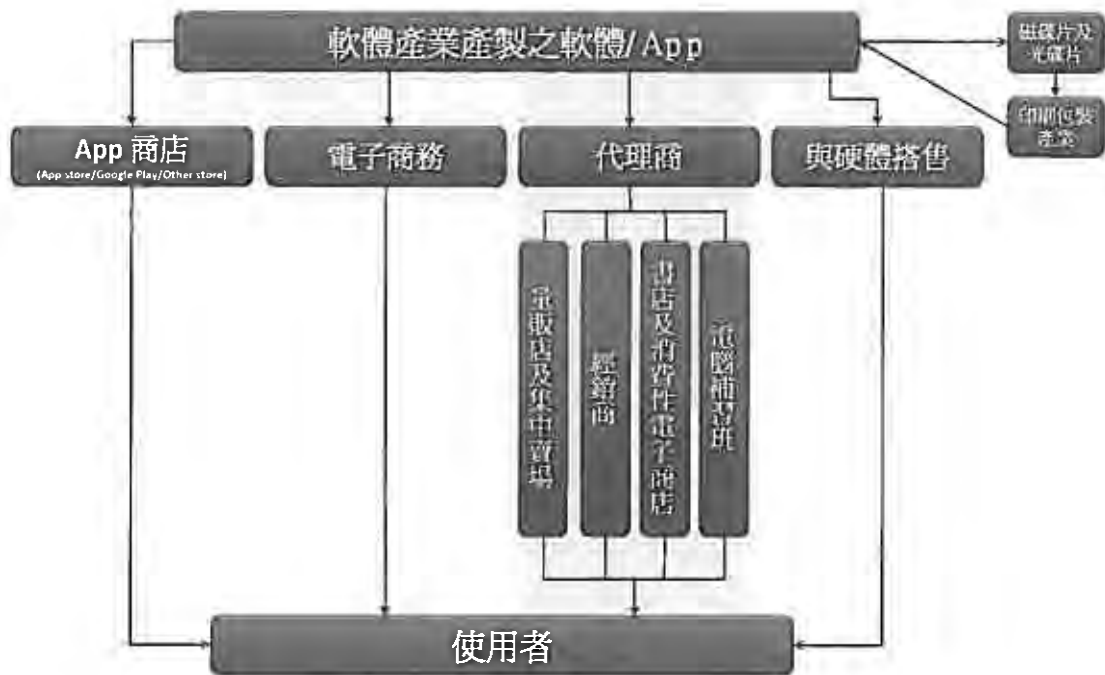 軟體產業產製之軟體/App
磁碟片及
光碟片
印刷包裝
產業
App 商店
(App store/Google Play/Other store)
電子商務
代理商
與硬體搭售
量販店及集中賣場
經銷商
書店及消費性電子商店
電腦補習班
使用者